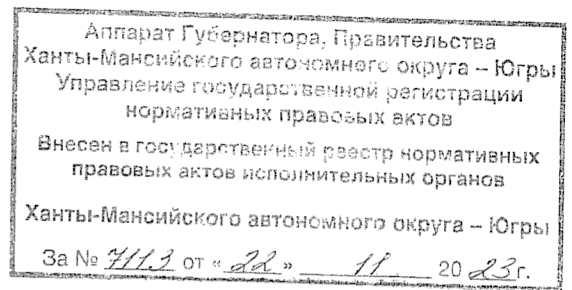 Аппарат Губернатора, Правительства
Ханты-Мансийского автономного округа – Югры
Управление государственной регистрации
нормативных правовых актов
Внесен в государственный реестр нормативных
правовых актов исполнительных органов
Ханты-Мансийского автономного округа – Югры
За № 7113 от « 22 » 11 20 23 г.